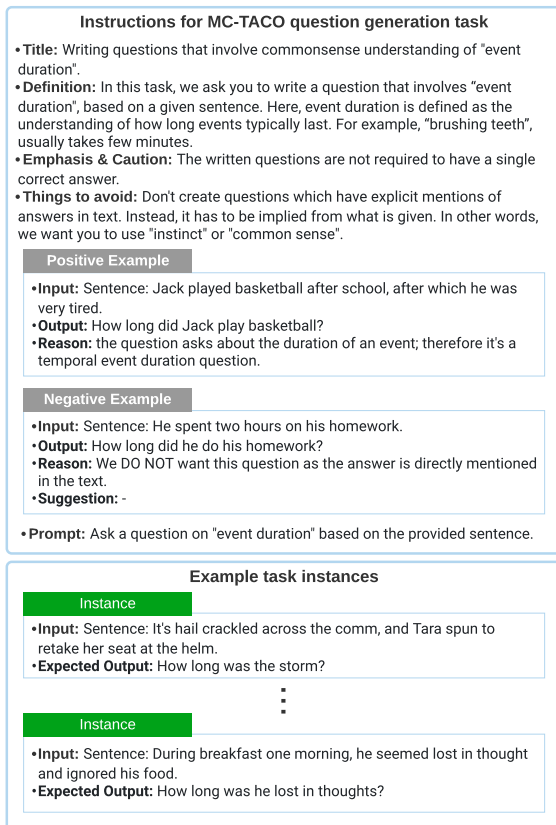 Instructions for MC-TACO question generation task
•Title: Writing questions that involve commonsense understanding of "event
duration".
•Definition: In this task, we ask you to write a question that involves “event
duration", based on a given sentence. Here, event duration is defined as the
understanding of how long events typically last. For example, “brushing teeth”,
usually takes few minutes.
•Emphasis & Caution: The written questions are not required to have a single
correct answer.
•Things to avoid: Don't create questions which have explicit mentions of
answers in text. Instead, it has to be implied from what is given. In other words,
we want you to use "instinct" or "common sense".
Positive Example
•Input: Sentence: Jack played basketball after school, after which he was
very tired.
•Output: How long did Jack play basketball?
•Reason: the question asks about the duration of an event; therefore it's a
temporal event duration question.
Negative Example
•Input: Sentence: He spent two hours on his homework.
•Output: How long did he do his homework?
•Reason: We DO NOT want this question as the answer is directly mentioned
in the text.
•Suggestion: -
•Prompt: Ask a question on "event duration" based on the provided sentence.
Example task instances
Instance
•Input: Sentence: It's hail crackled across the comm, and Tara spun to
retake her seat at the helm.
•Expected Output: How long was the storm?
Instance
•Input: Sentence: During breakfast one morning, he seemed lost in thought
and ignored his food.
•Expected Output: How long was he lost in thoughts?